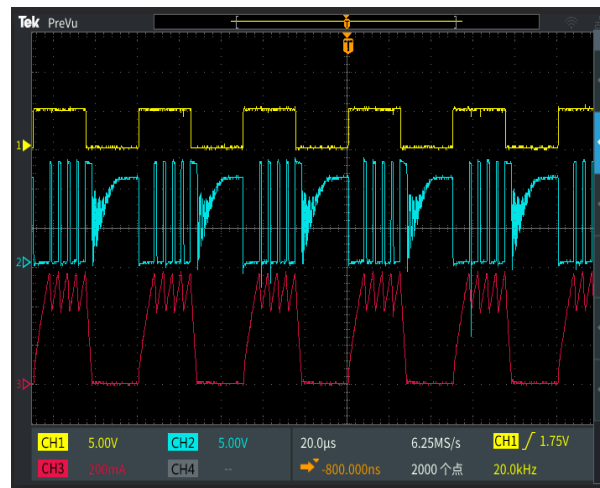 Tek PreVu
T
T
1
2
3
CH1 5.00V CH2 5.00V 20.0µs 6.25MS/s CH1 / 1.75V
CH3 200mA CH4 -- -800.000ns 2000 个点 20.0kHz